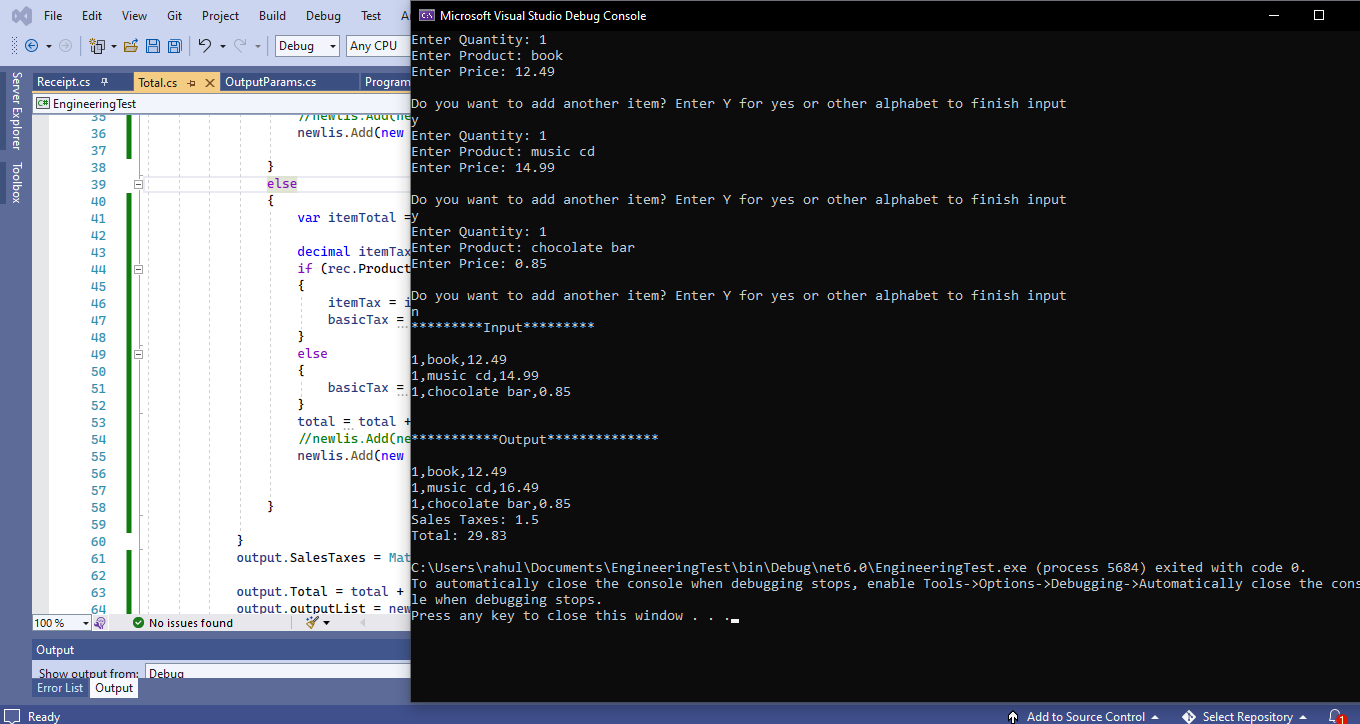 File Edit View Git Project Build Debug Test
Debug Any CPU
Server Explorer
Toolbox
Receipt.cs Total.cs OutputParams.cs Program
C# EngineeringTest
35 //newlis.Add(ne
36 newlis.Add(new
37
38 }
39 else
40 {
41 var itemTotal =
42
43 decimal itemTax
44 if (rec.Product
45 {
46 itemTax = i
47 basicTax =
48 }
49 else
50 {
51 basicTax =
52 }
53 total = total +
54 //newlis.Add(ne
55 newlis.Add(new
56
57
58 }
59
60 }
61 output.SalesTaxes = Mat
62
63 output.Total = total +
64 output.outputList = new
100 % No issues found
Output
Show output from: Debug
Error List Output
Ready Add to Source Control Select Repository 1
Microsoft Visual Studio Debug Console
Enter Quantity: 1
Enter Product: book
Enter Price: 12.49
Do you want to add another item? Enter Y for yes or other alphabet to finish input
y
Enter Quantity: 1
Enter Product: music cd
Enter Price: 14.99
Do you want to add another item? Enter Y for yes or other alphabet to finish input
y
Enter Quantity: 1
Enter Product: chocolate bar
Enter Price: 0.85
Do you want to add another item? Enter Y for yes or other alphabet to finish input
n
*********Input*********
1,book,12.49
1,music cd,14.99
1,chocolate bar,0.85
***********Output**************
1,book,12.49
1,music cd,16.49
1,chocolate bar,0.85
Sales Taxes: 1.5
Total: 29.83
C:\Users\rahul\Documents\EngineeringTest\bin\Debug\net6.0\EngineeringTest.exe (process 5684) exited with code 0.
To automatically close the console when debugging stops, enable Tools->Options->Debugging->Automatically close the conso
le when debugging stops.
Press any key to close this window . . .